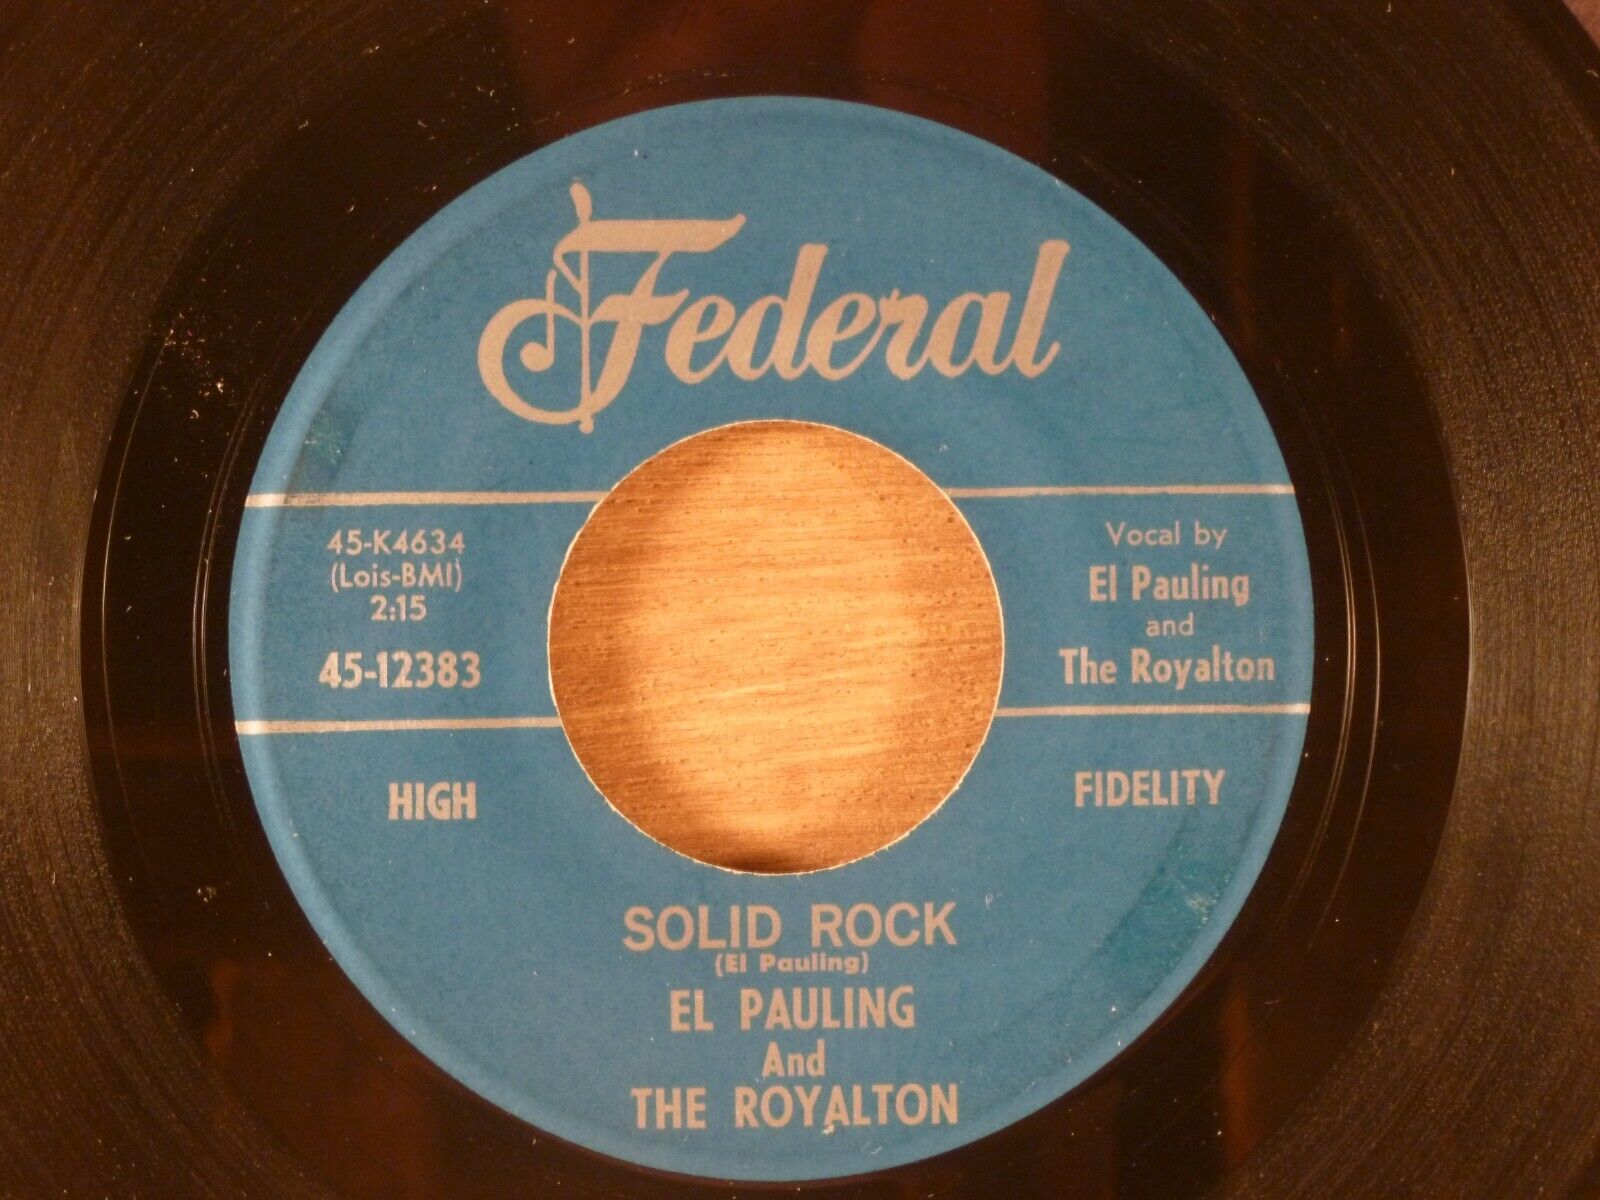 Federal
45-K4634
(Lois-BMI)
2:15
45-12383
Vocal by
El Pauling
and
The Royalton
HIGH
FIDELITY
SOLID ROCK
(El Pauling)
EL PAULING
And
THE ROYALTON